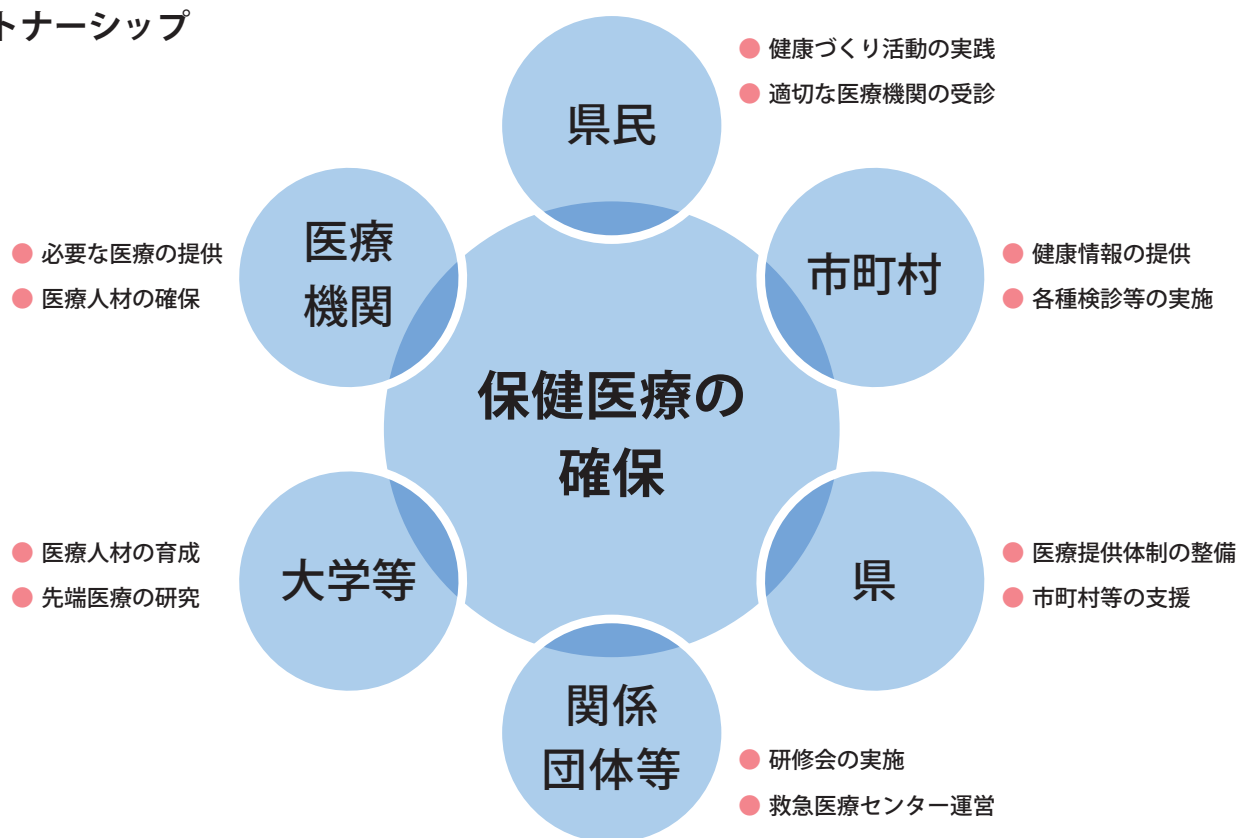 トナーシップ
県民
● 健康づくり活動の実践
● 適切な医療機関の受診
医療
機関
● 必要な医療の提供
● 医療人材の確保
市町村
● 健康情報の提供
● 各種検診等の実施
保健医療の
確保
大学等
● 医療人材の育成
● 先端医療の研究
県
● 医療提供体制の整備
● 市町村等の支援
関係
団体等
● 研修会の実施
● 救急医療センター運営